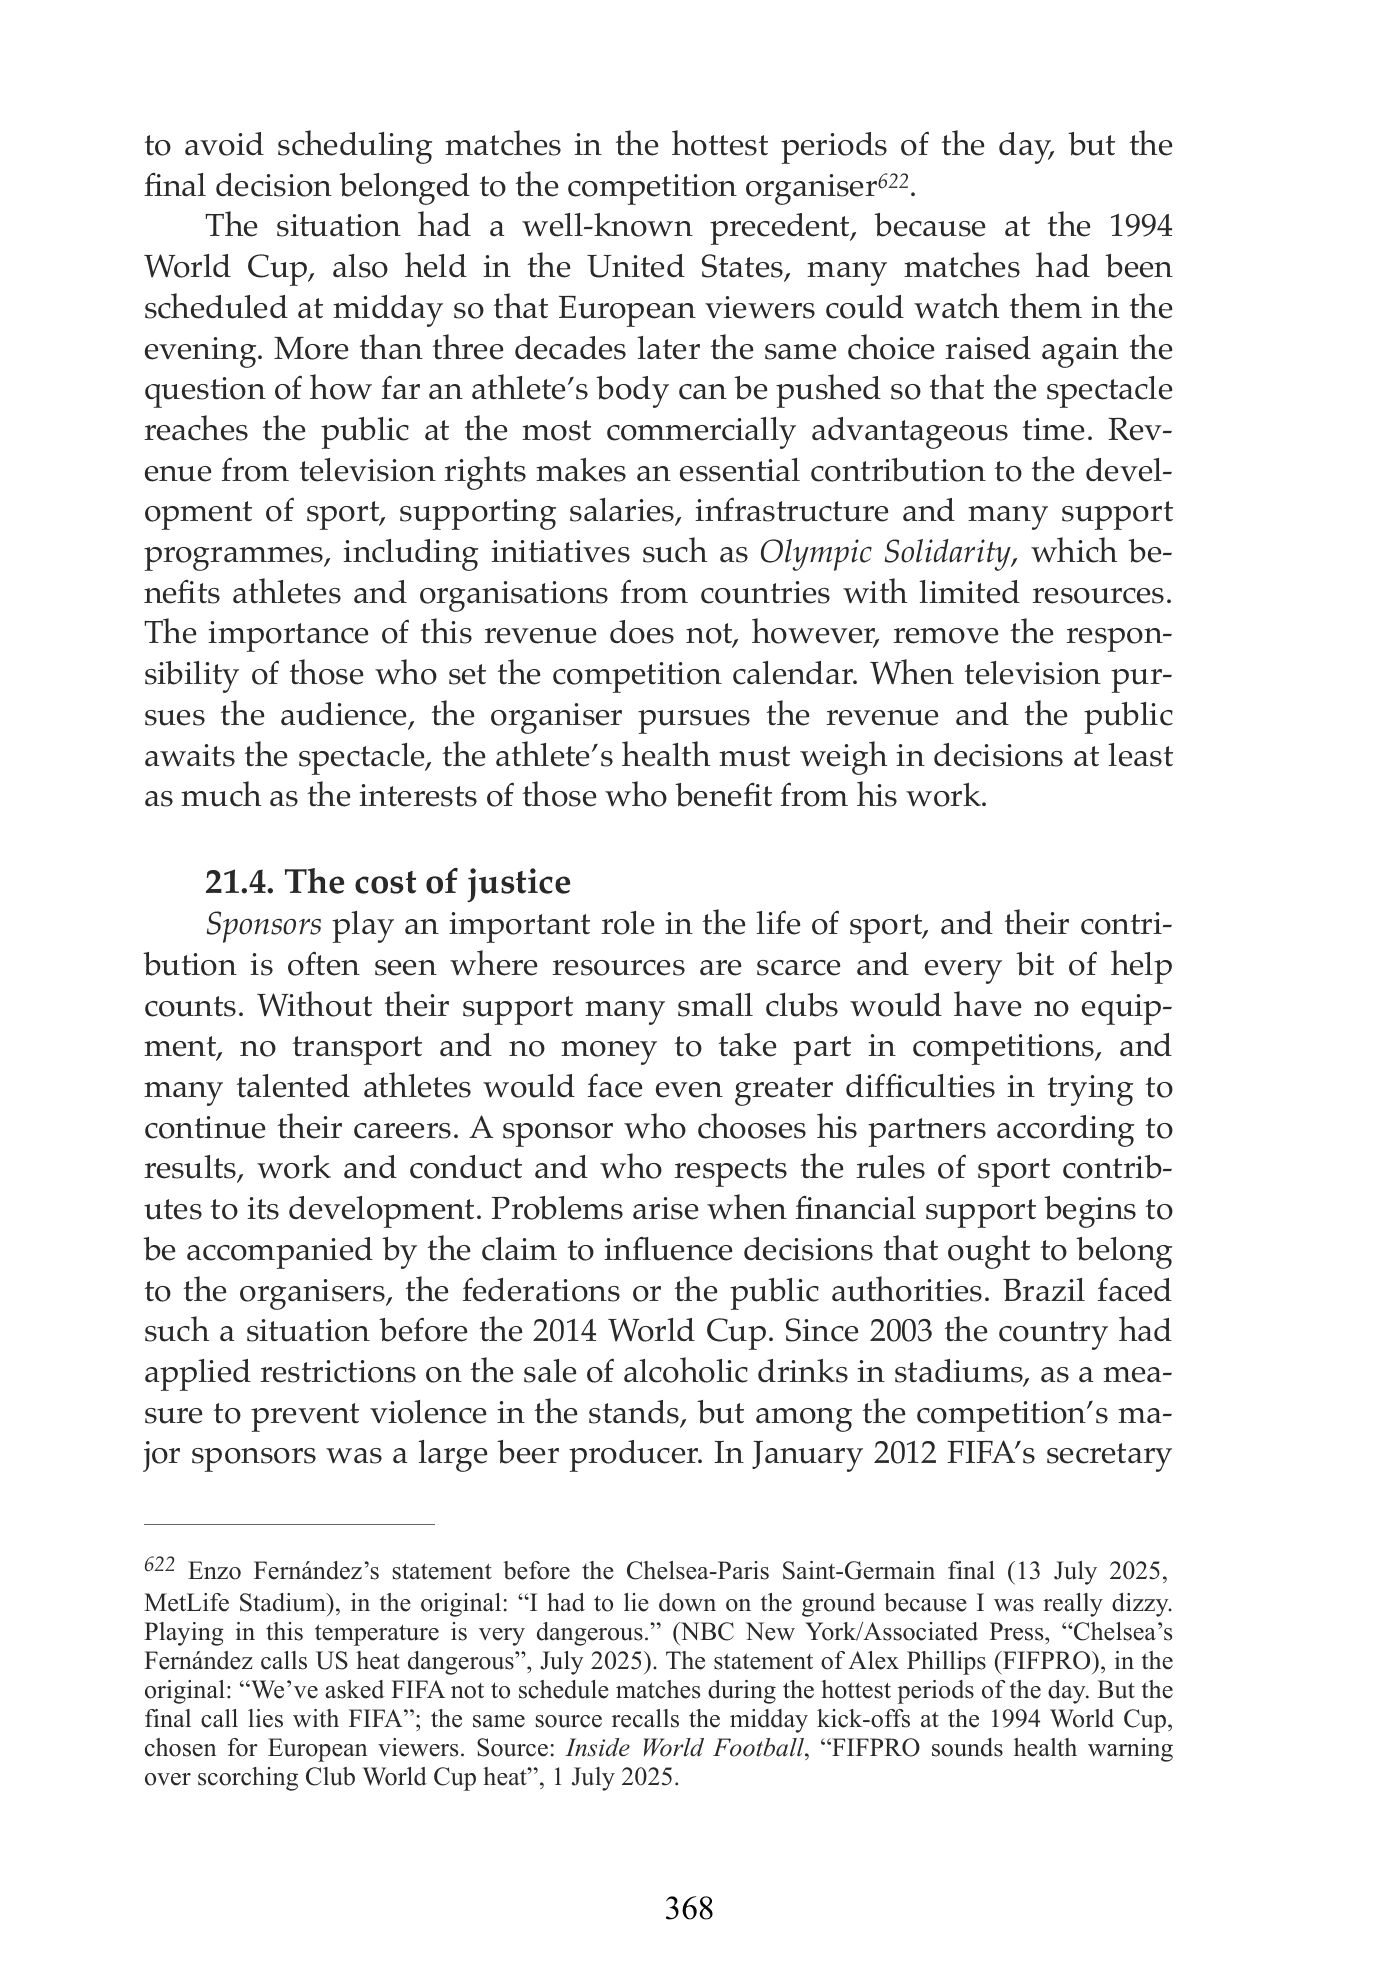 to avoid scheduling matches in the hottest periods of the day, but the
final decision belonged to the competition organiser622.
The situation had a well-known precedent, because at the 1994
World Cup, also held in the United States, many matches had been
scheduled at midday so that European viewers could watch them in the
evening. More than three decades later the same choice raised again the
question of how far an athlete’s body can be pushed so that the spectacle
reaches the public at the most commercially advantageous time. Rev-
enue from television rights makes an essential contribution to the devel-
opment of sport, supporting salaries, infrastructure and many support
programmes, including initiatives such as Olympic Solidarity, which be-
nefits athletes and organisations from countries with limited resources.
The importance of this revenue does not, however, remove the respon-
sibility of those who set the competition calendar. When television pur-
sues the audience, the organiser pursues the revenue and the public
awaits the spectacle, the athlete’s health must weigh in decisions at least
as much as the interests of those who benefit from his work.
21.4. The cost of justice
Sponsors play an important role in the life of sport, and their contri-
bution is often seen where resources are scarce and every bit of help
counts. Without their support many small clubs would have no equip-
ment, no transport and no money to take part in competitions, and
many talented athletes would face even greater difficulties in trying to
continue their careers. A sponsor who chooses his partners according to
results, work and conduct and who respects the rules of sport contrib-
utes to its development. Problems arise when financial support begins to
be accompanied by the claim to influence decisions that ought to belong
to the organisers, the federations or the public authorities. Brazil faced
such a situation before the 2014 World Cup. Since 2003 the country had
applied restrictions on the sale of alcoholic drinks in stadiums, as a mea-
sure to prevent violence in the stands, but among the competition’s ma-
jor sponsors was a large beer producer. In January 2012 FIFA’s secretary
622 Enzo Fernández’s statement before the Chelsea-Paris Saint-Germain final (13 July 2025,
MetLife Stadium), in the original: “I had to lie down on the ground because I was really dizzy.
Playing in this temperature is very dangerous.” (NBC New York/Associated Press, “Chelsea’s
Fernández calls US heat dangerous”, July 2025). The statement of Alex Phillips (FIFPRO), in the
original: “We’ve asked FIFA not to schedule matches during the hottest periods of the day. But the
final call lies with FIFA”; the same source recalls the midday kick-offs at the 1994 World Cup,
chosen for European viewers. Source: Inside World Football, “FIFPRO sounds health warning
over scorching Club World Cup heat”, 1 July 2025.
368